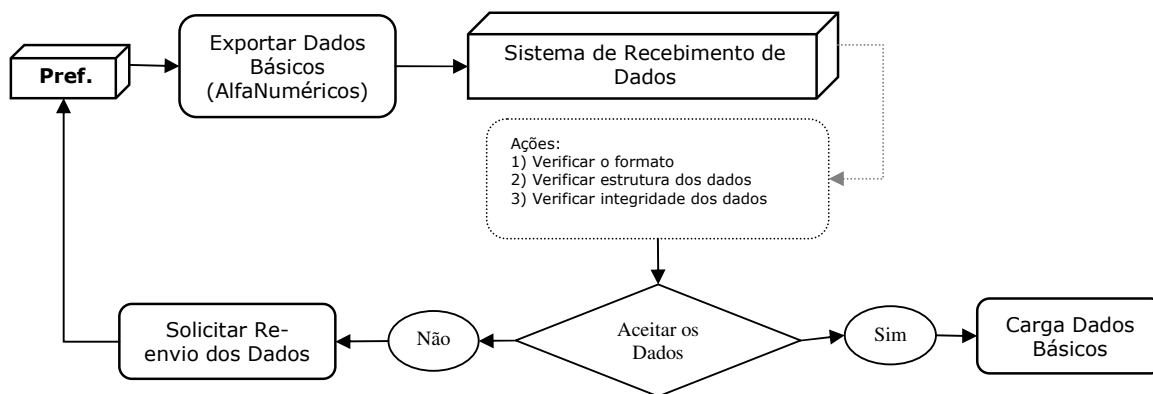 Pref.
Exportar Dados
Básicos
(AlfaNuméricos)
Sistema de Recebimento de
Dados
Ações:
1) Verificar o formato
2) Verificar estrutura dos dados
3) Verificar integridade dos dados
Solicitar Re-
envio dos Dados
Não
Aceitar os
Dados
Sim
Carga Dados
Básicos